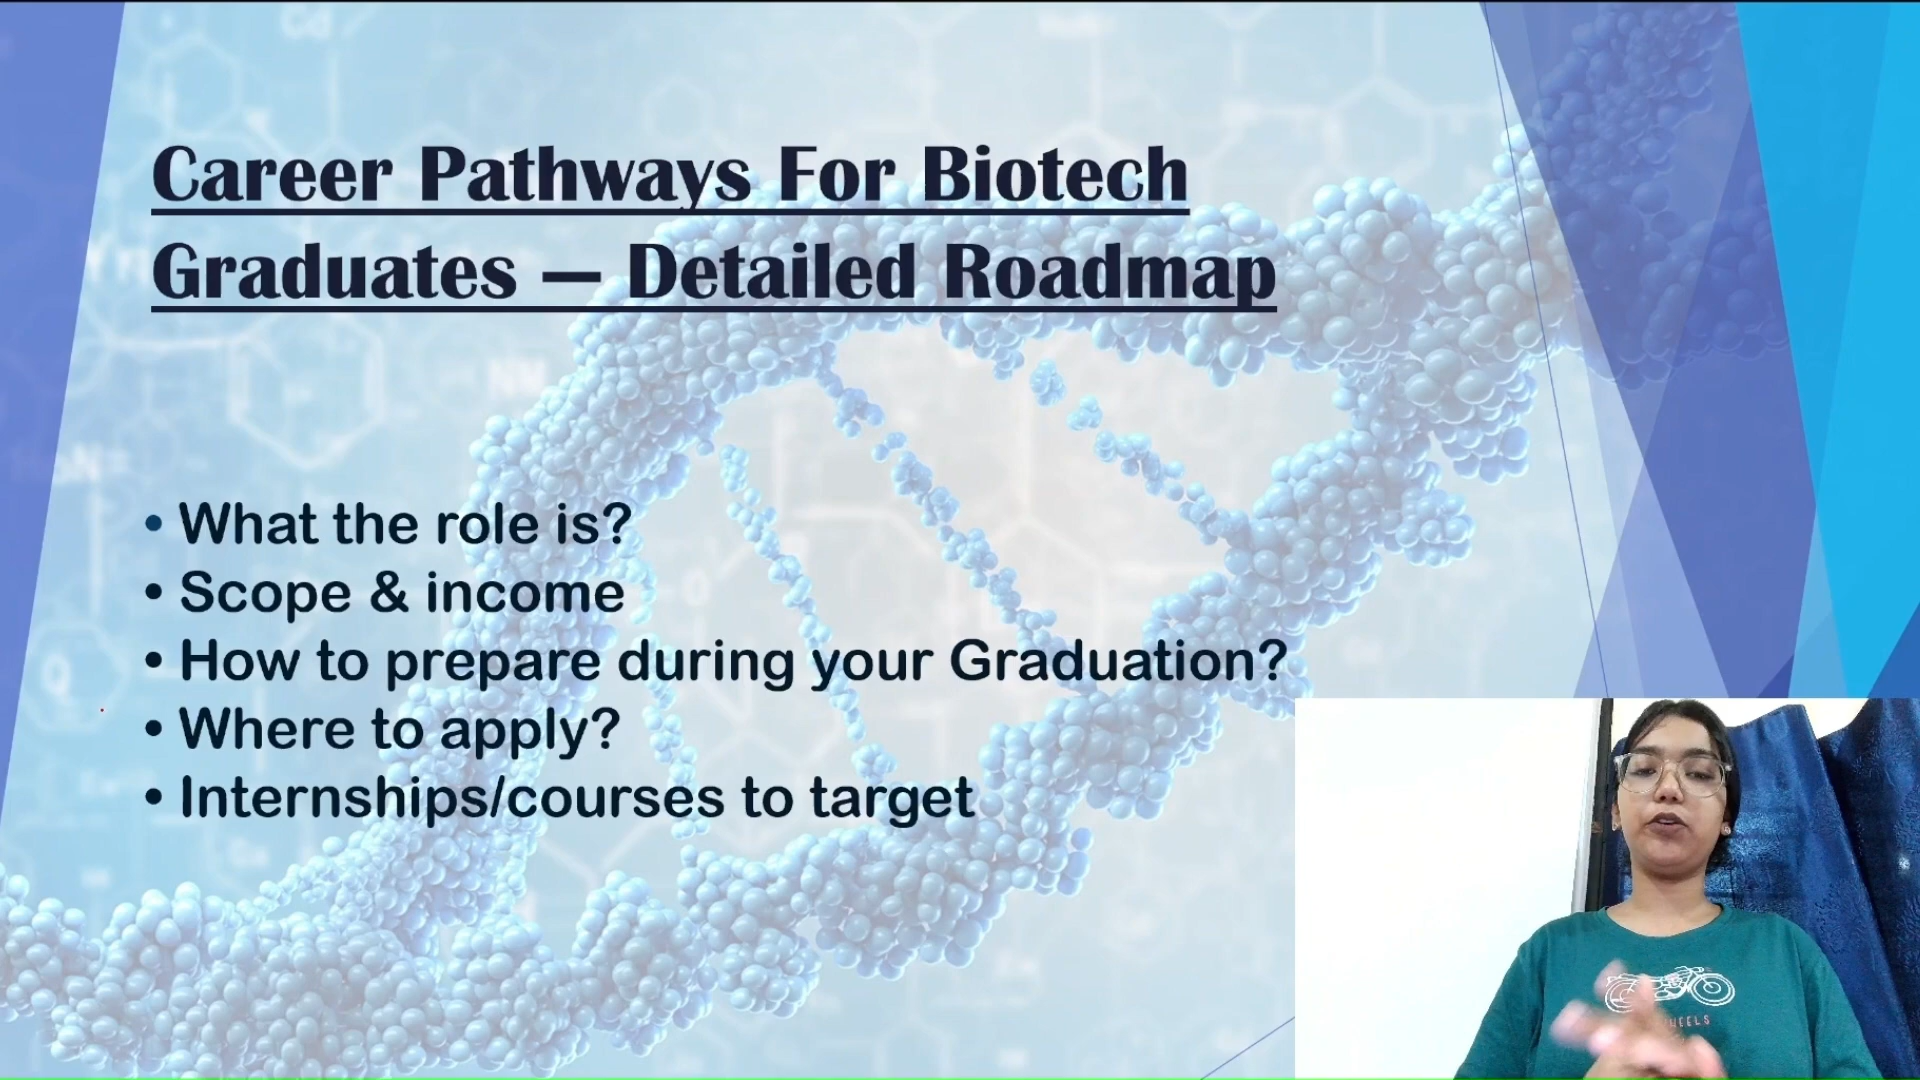 Career Pathways For Biotech
Graduates — Detailed Roadmap
• What the role is?
• Scope & income
• How to prepare during your Graduation?
• Where to apply?
• Internships/courses to target